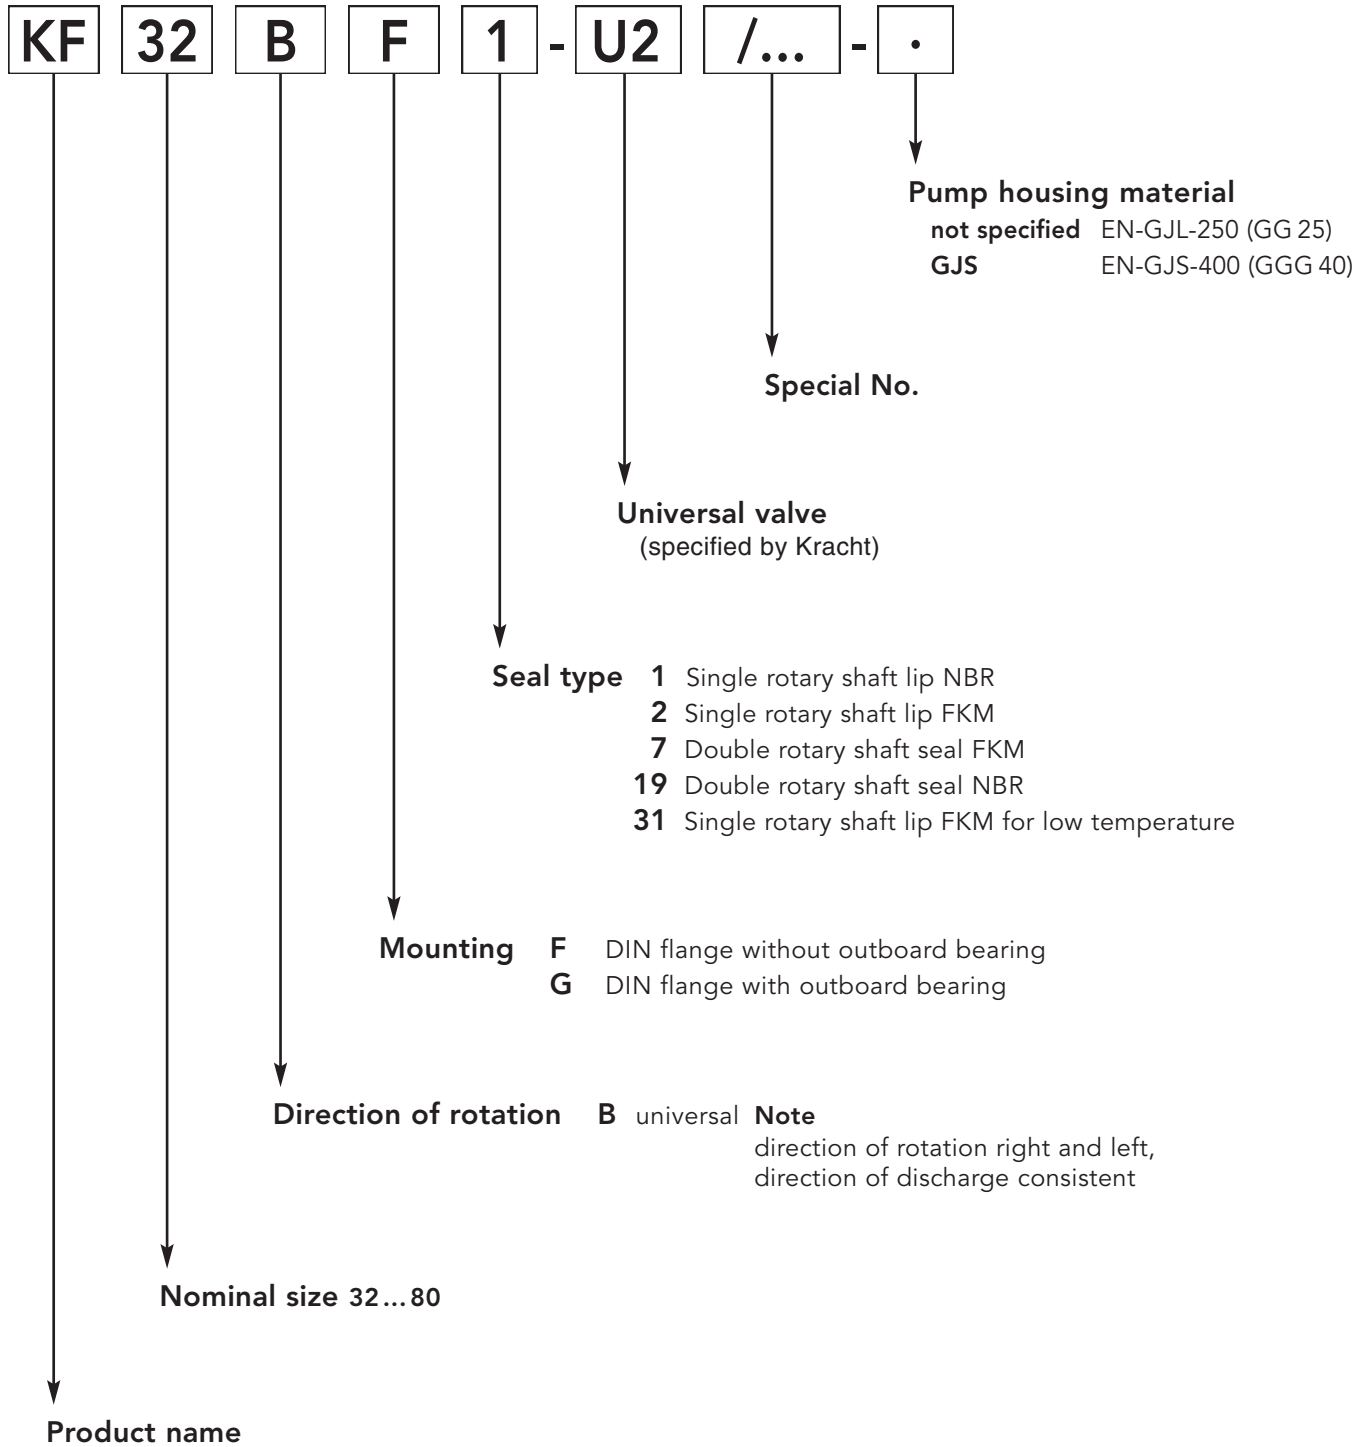 KF 32 B F 1 - U2 /... - ·
Pump housing material
not specified EN-GJL-250 (GG 25)
GJS EN-GJS-400 (GGG 40)
Special No.
Universal valve
(specified by Kracht)
Seal type 1 Single rotary shaft lip NBR
2 Single rotary shaft lip FKM
7 Double rotary shaft seal FKM
19 Double rotary shaft seal NBR
31 Single rotary shaft lip FKM for low temperature
Mounting F DIN flange without outboard bearing
G DIN flange with outboard bearing
Direction of rotation B universal Note
direction of rotation right and left,
direction of discharge consistent
Nominal size 32...80
Product name